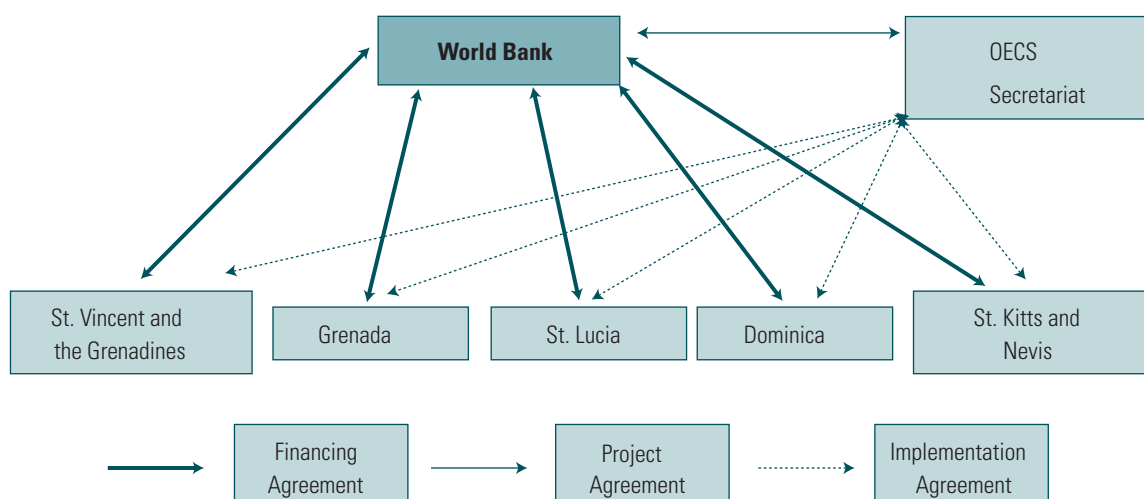 World Bank
OECS
Secretariat
St. Vincent and
the Grenadines
Grenada
St. Lucia
Dominica
St. Kitts and
Nevis
Financing
Agreement
Project
Agreement
Implementation
Agreement